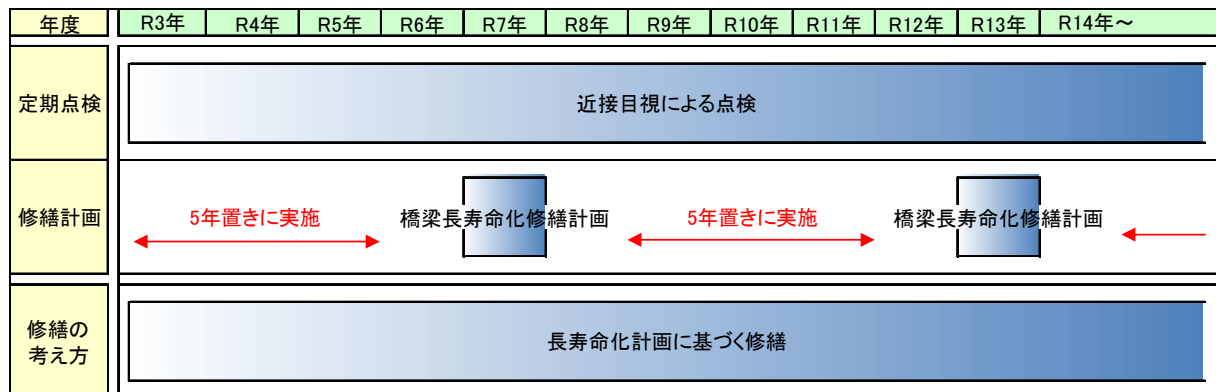 年度 R3年 R4年 R5年 R6年 R7年 R8年 R9年 R10年 R11年 R12年 R13年 R14年～
定期点検 近接目視による点検
修繕計画 5年置きに実施 橋梁長寿命化修繕計画 5年置きに実施 橋梁長寿命化修繕計画
修繕の
考え方
長寿命化計画に基づく修繕